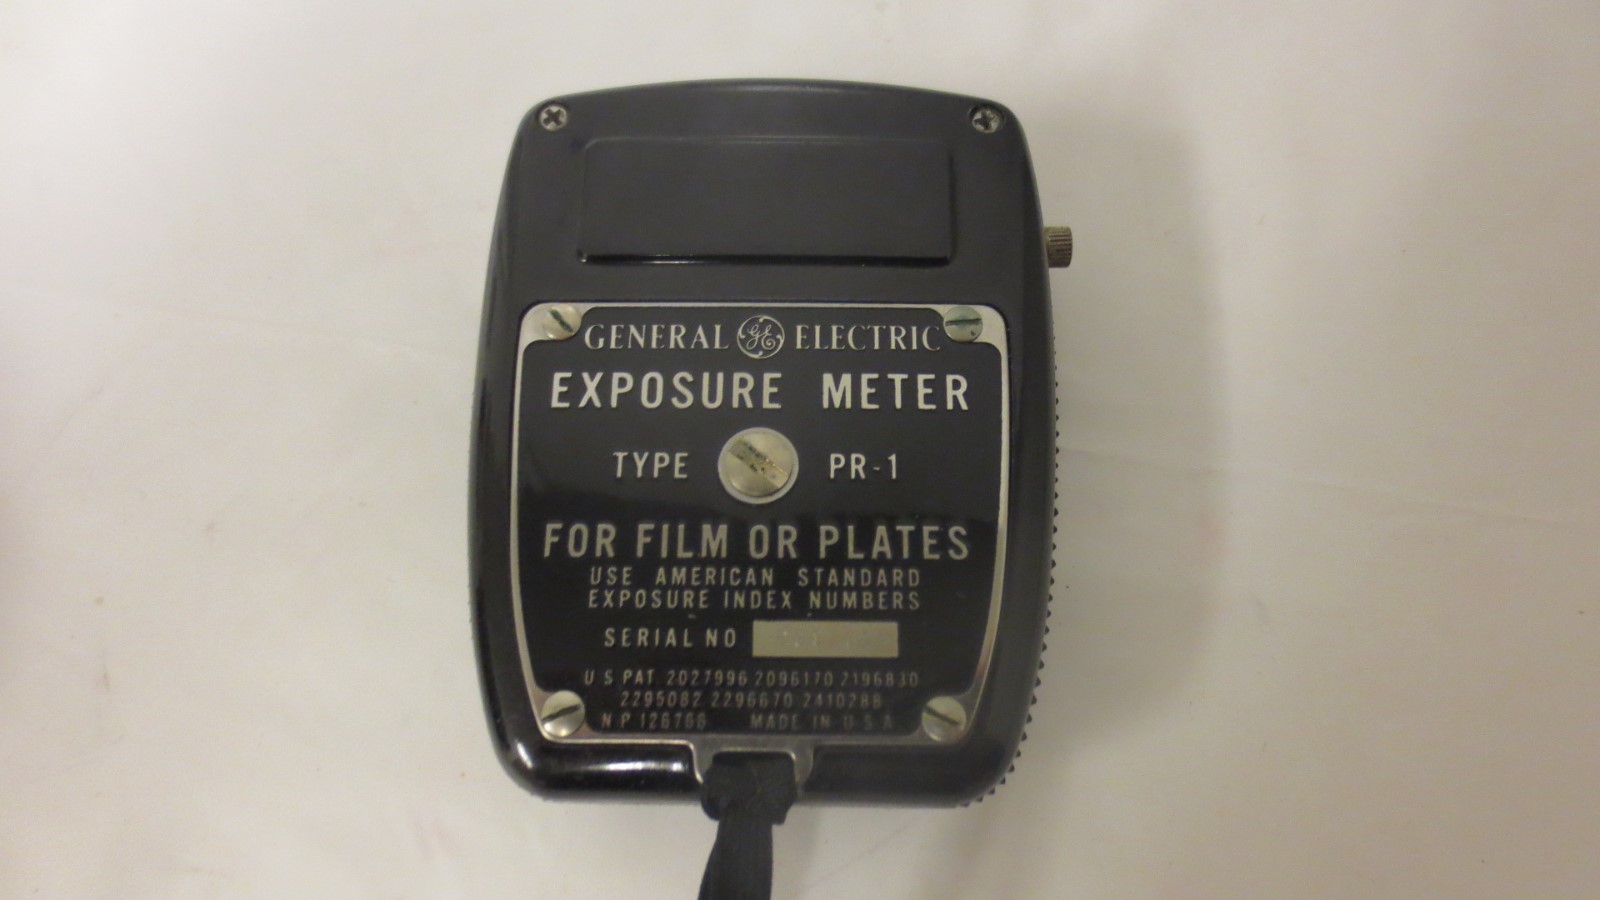 GENERAL GE ELECTRIC
EXPOSURE METER
TYPE PR-1
FOR FILM OR PLATES
USE AMERICAN STANDARD
EXPOSURE INDEX NUMBERS
SERIAL NO
U S PAT. 2027996 2096170 2196830
2295082 2296670 2410288
N P 126766 MADE IN U.S.A.